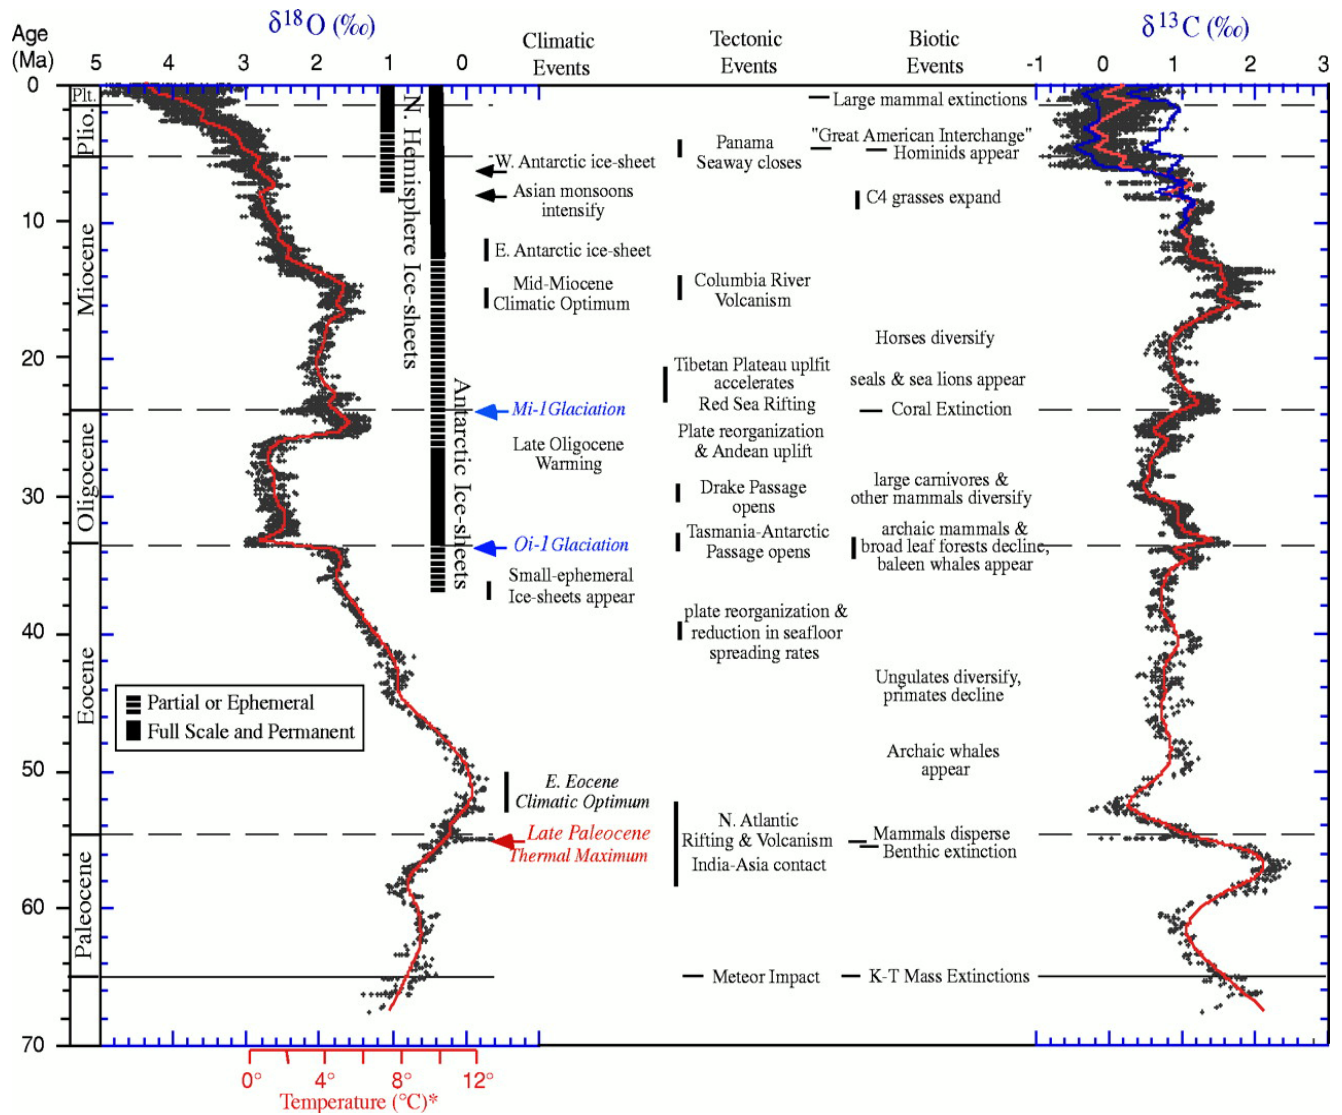 δ18O (‰)
Climatic
Events
Tectonic
Events
Biotic
Events
δ13C (‰)
Age
(Ma)
5 4 3 2 1 0
-1 0 1 2 3
0
10
20
30
40
50
60
70
Plt.
Plio.
Miocene
Oligocene
Eocene
Paleocene
N. Hemisphere Ice-sheets
Antarctic Ice-sheets
W. Antarctic ice-sheet
Asian monsoons
intensify
E. Antarctic ice-sheet
Mid-Miocene
Climatic Optimum
Mi-1 Glaciation
Late Oligocene
Warming
Oi-1 Glaciation
Small-ephemeral
Ice-sheets appear
E. Eocene
Climatic Optimum
Late Paleocene
Thermal Maximum
Panama
Seaway closes
Columbia River
Volcanism
Tibetan Plateau uplfit
accelerates
Red Sea Rifting
Plate reorganization
& Andean uplift
Drake Passage
opens
Tasmania-Antarctic
Passage opens
plate reorganization &
reduction in seafloor
spreading rates
N. Atlantic
Rifting & Volcanism
India-Asia contact
Meteor Impact
Large mammal extinctions
"Great American Interchange"
Hominids appear
C4 grasses expand
Horses diversify
seals & sea lions appear
Coral Extinction
large carnivores &
other mammals diversify
archaic mammals &
broad leaf forests decline,
baleen whales appear
Ungulates diversify,
primates decline
Archaic whales
appear
Mammals disperse
Benthic extinction
K-T Mass Extinctions
Partial or Ephemeral
Full Scale and Permanent
0° 4° 8° 12°
Temperature (°C)*